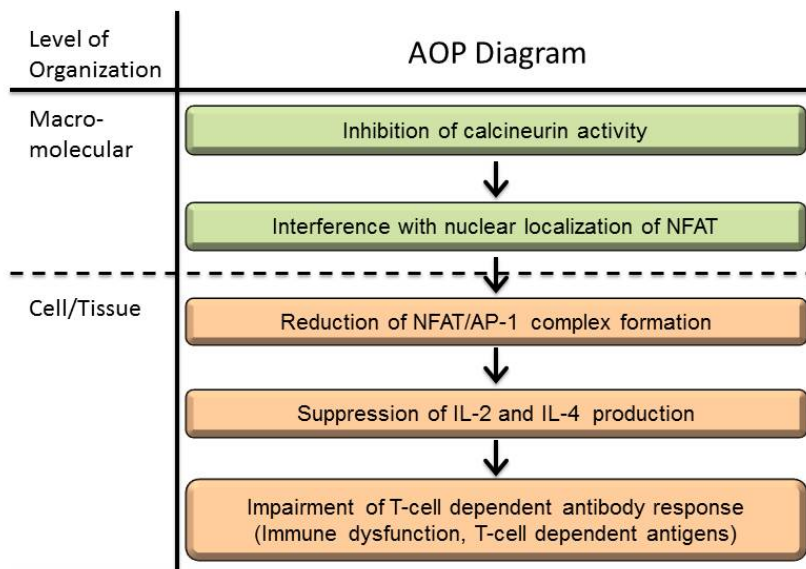 Level of
Organization
AOP Diagram
Macro-
molecular
Inhibition of calcineurin activity
Interference with nuclear localization of NFAT
Cell/Tissue
Reduction of NFAT/AP-1 complex formation
Suppression of IL-2 and IL-4 production
Impairment of T-cell dependent antibody response
(Immune dysfunction, T-cell dependent antigens)